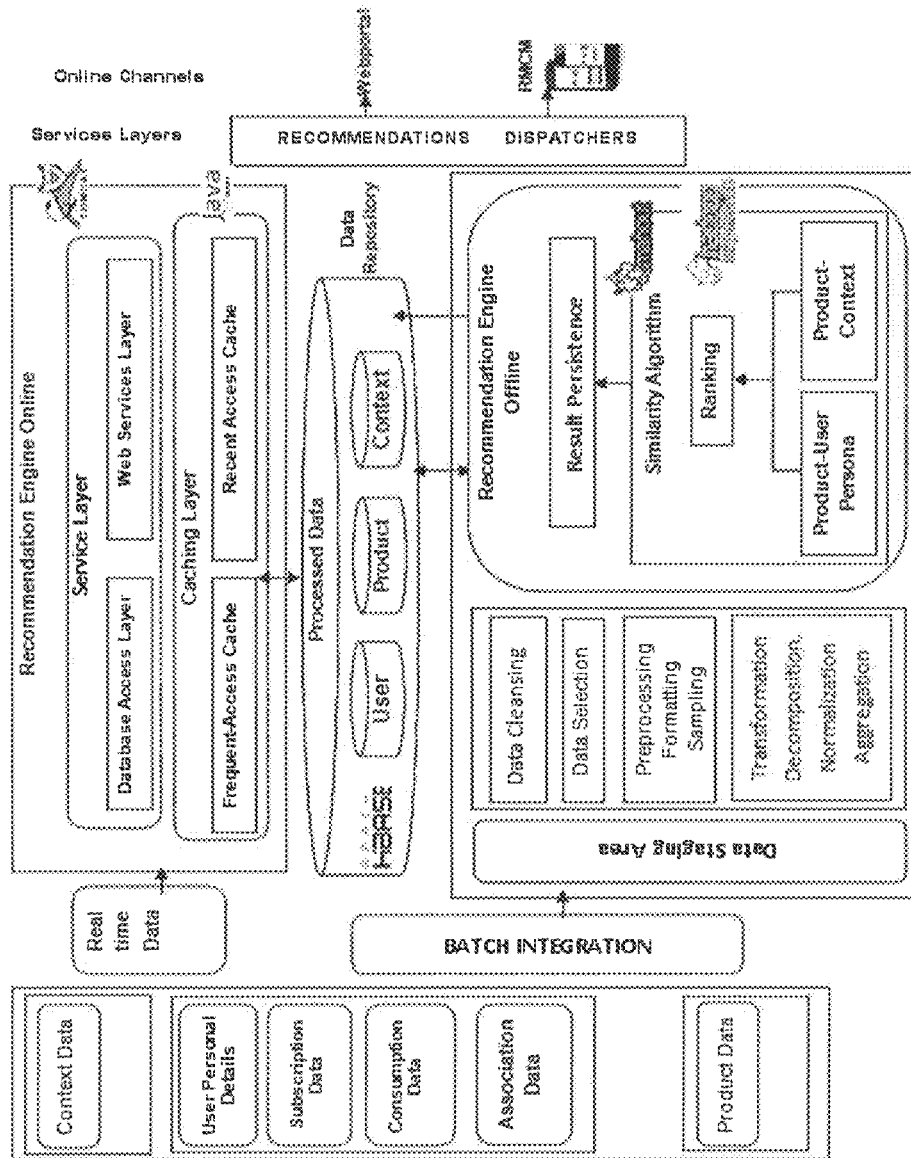 Online Channels
Services Layers
Webportal
RMCM
RECOMMENDATIONS DISPATCHERS
Recommendation Engine Online
Service Layer
Database Access Layer
Web Services Layer
Caching Layer
Java
Frequent-Access Cache
Recent Access Cache
Real
time
Data
Processed Data
Data
Repository
HBASE
User
Product
Context
Context Data
User Personal
Details
Subscription
Data
Consumption
Data
Association
Data
Product Data
BATCH INTEGRATION
Data Staging Area
Data Cleansing
Data Selection
Preprocessing
Formatting
Sampling
Transformation
Decomposition,
Normalization
Aggregation
Recommendation Engine
Offline
Result Persistence
Similarity Algorithm
Ranking
Product-User
Persona
Product-
Context